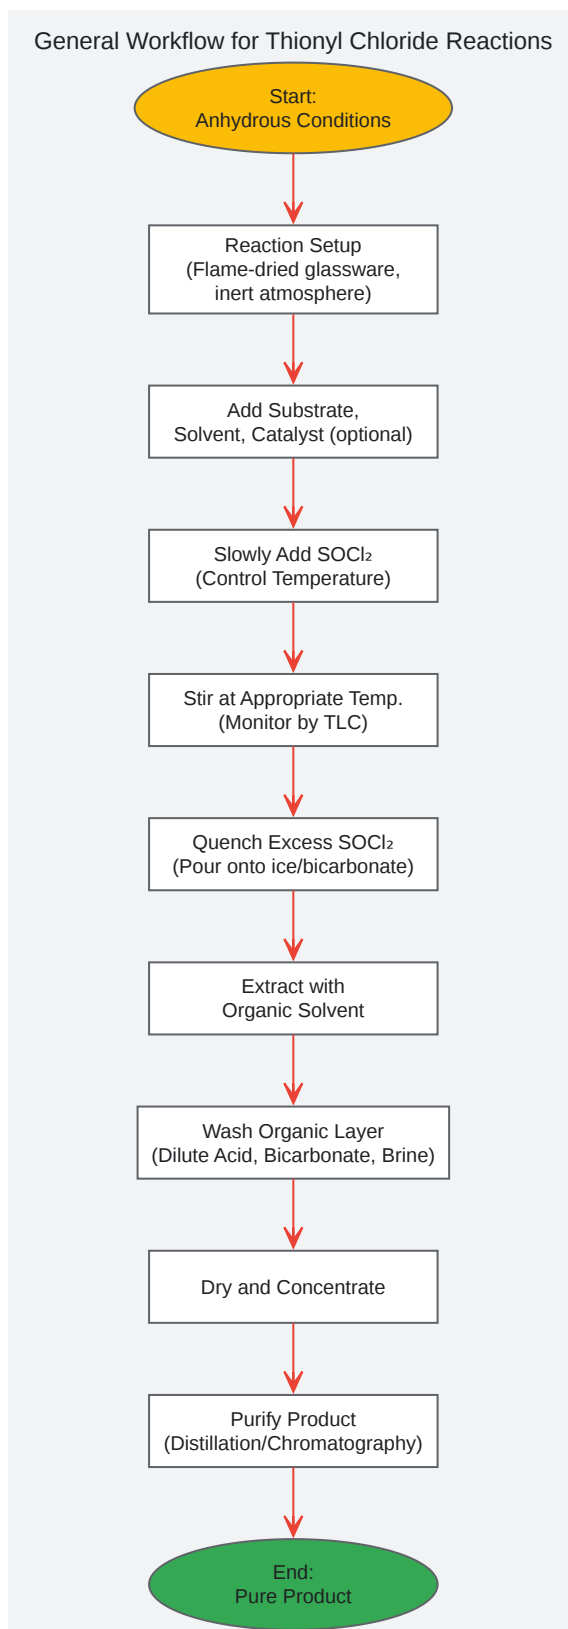 General Workflow for Thionyl Chloride Reactions
Start:
Anhydrous Conditions
Reaction Setup
(Flame-dried glassware,
inert atmosphere)
Add Substrate,
Solvent, Catalyst (optional)
Slowly Add SOCl₂
(Control Temperature)
Stir at Appropriate Temp.
(Monitor by TLC)
Quench Excess SOCl₂
(Pour onto ice/bicarbonate)
Extract with
Organic Solvent
Wash Organic Layer
(Dilute Acid, Bicarbonate, Brine)
Dry and Concentrate
Purify Product
(Distillation/Chromatography)
End:
Pure Product